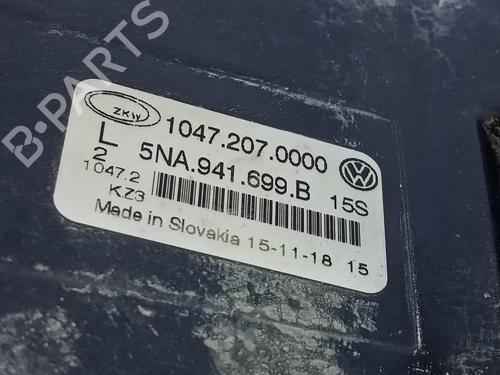 B-PARTS
ZKW
1047.207.0000
L
5NA.941.699.B 15S
2
1047.2
KZ3
Made in Slovakia 15-11-18 15